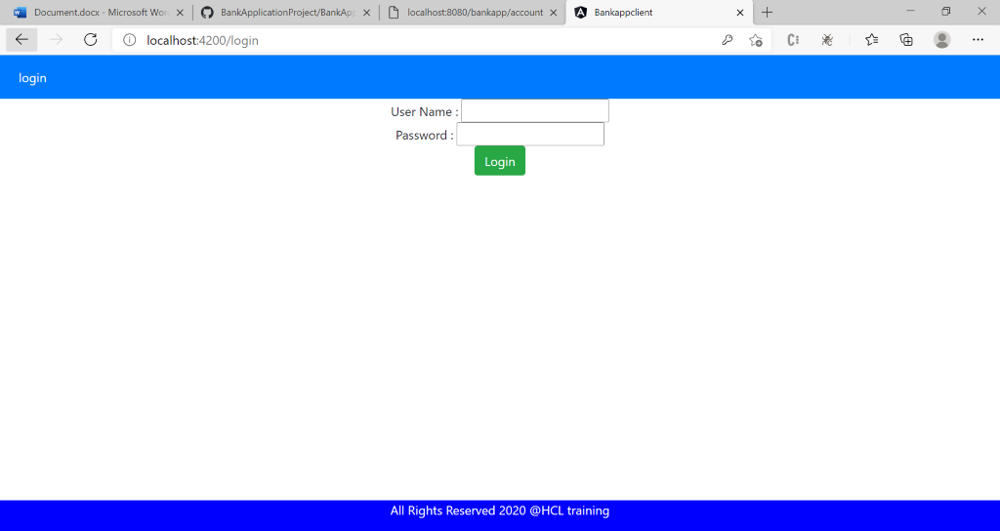 Document.docx - Microsoft Wor
BankApplicationProject/BankAp
localhost:8080/bankapp/account
Bankappclient
localhost:4200/login
login
User Name :
Password :
Login
All Rights Reserved 2020 @HCL training